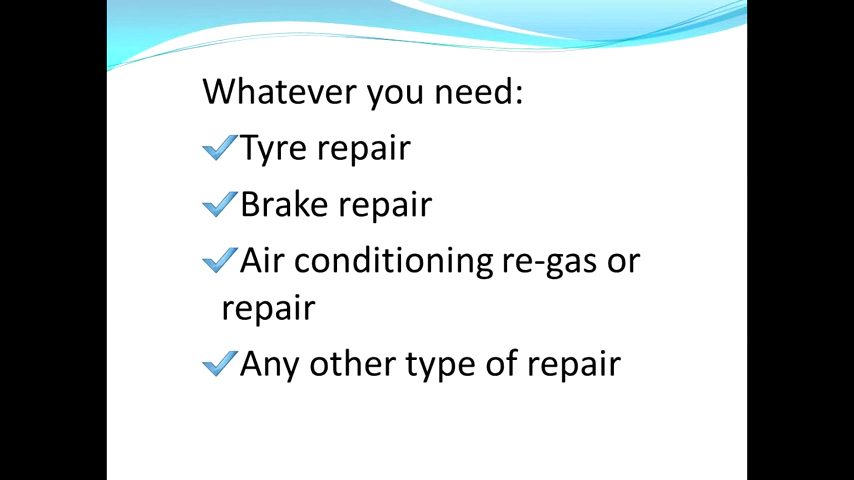 Whatever you need:
Tyre repair
Brake repair
Air conditioning re-gas or
repair
Any other type of repair